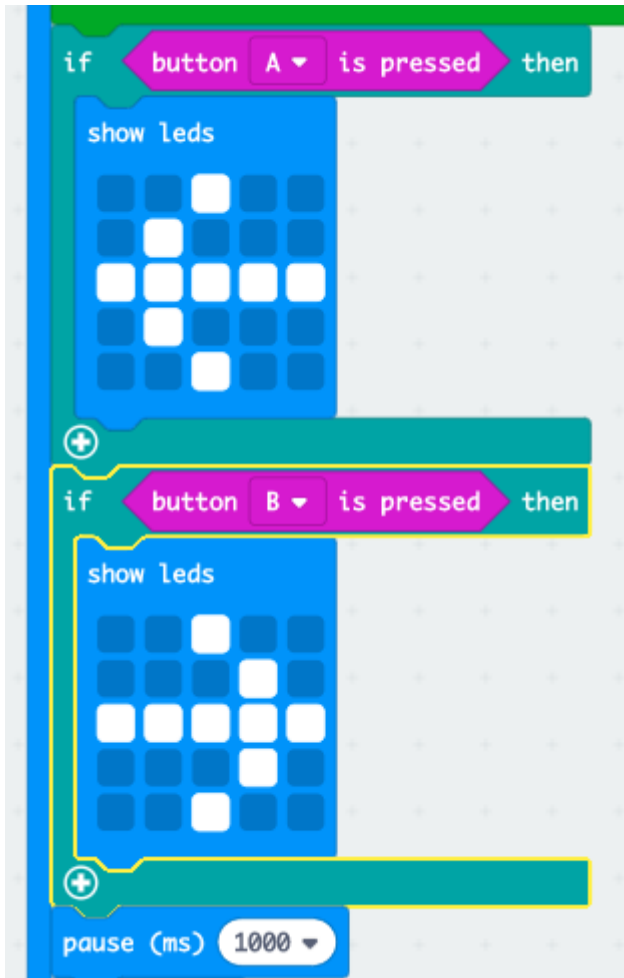 if button A is pressed then
show leds
if button B is pressed then
show leds
pause (ms) 1000